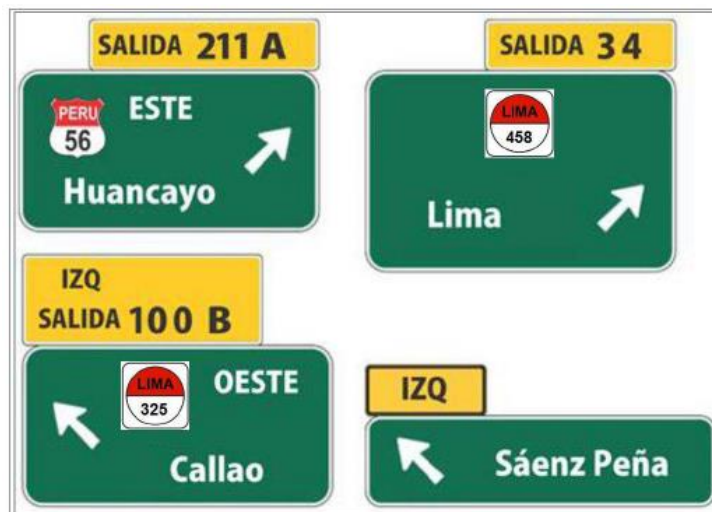 SALIDA 211 A
PERU
56
ESTE
Huancayo
SALIDA 34
LIMA
458
Lima
IZQ
SALIDA 100 B
LIMA
325
OESTE
Callao
IZQ
Sáenz Peña